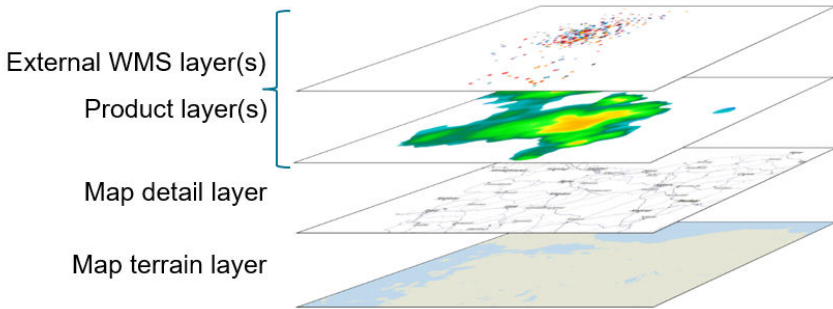 External WMS layer(s)
Product layer(s)
Map detail layer
Map terrain layer